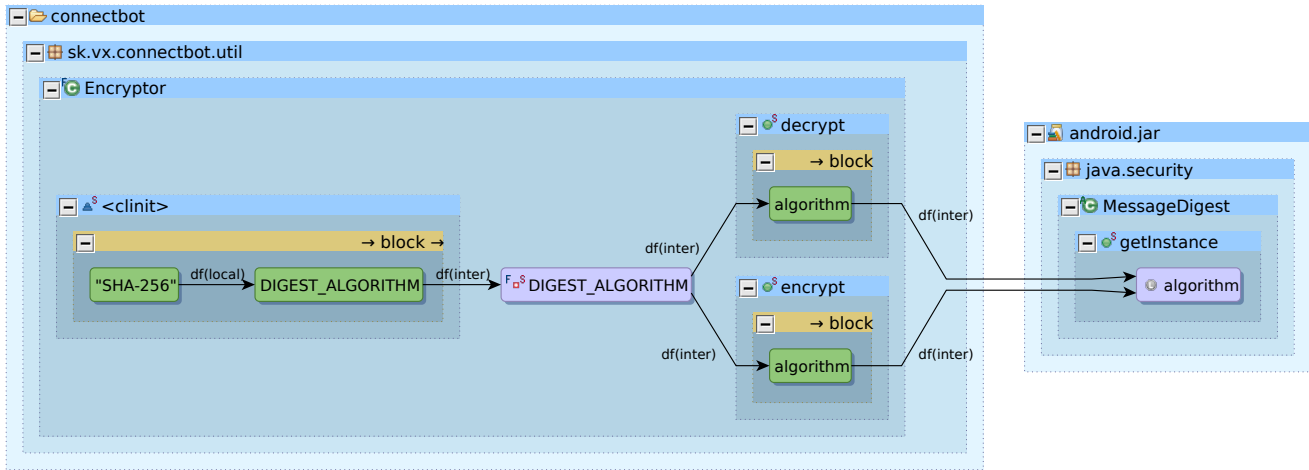 connectbot
sk.vx.connectbot.util
F C Encryptor
S decrypt
→ block
algorithm
S <clinit>
→ block →
"SHA-256"
df(local)
DIGEST_ALGORITHM
df(inter)
F S DIGEST_ALGORITHM
df(inter)
df(inter)
S encrypt
→ block
algorithm
df(inter)
df(inter)
android.jar
java.security
A C MessageDigest
S getInstance
L algorithm